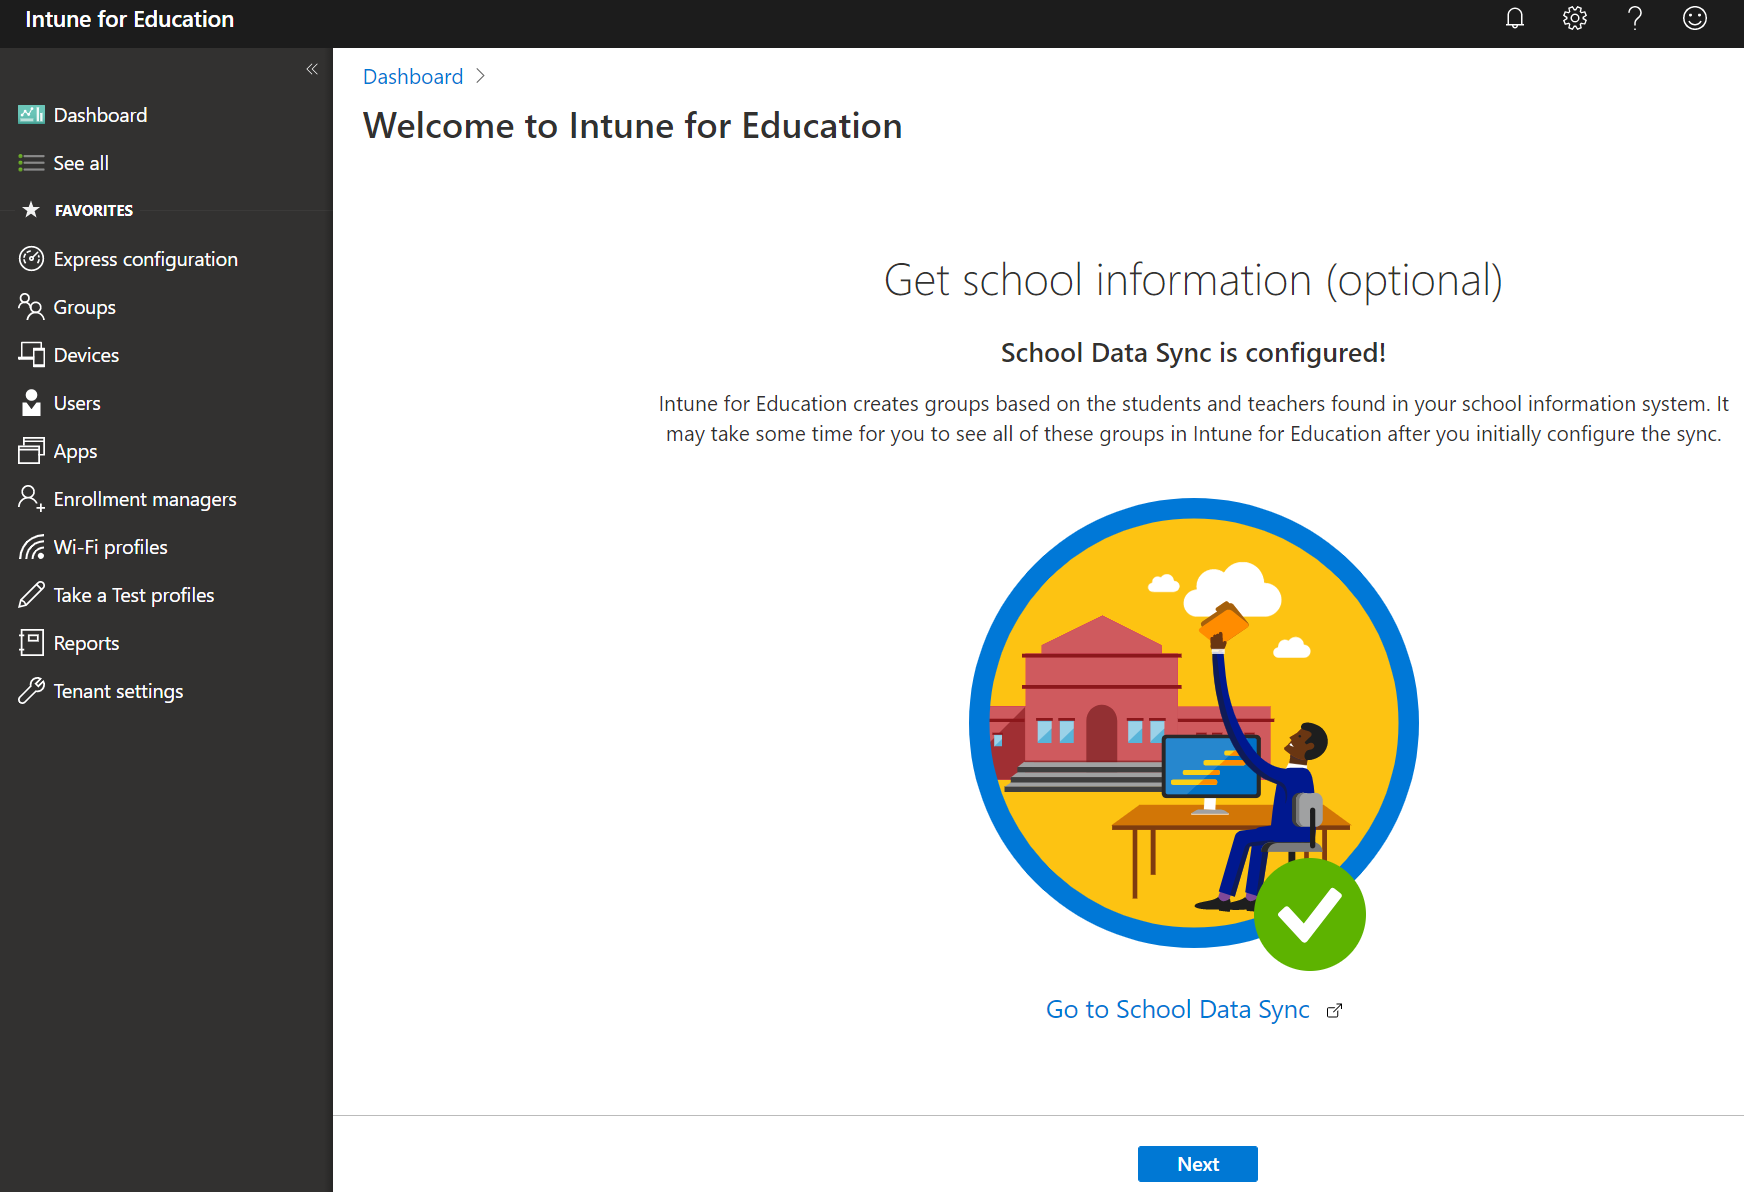 Intune for Education
Dashboard
See all
FAVORITES
Express configuration
Groups
Devices
Users
Apps
Enrollment managers
Wi-Fi profiles
Take a Test profiles
Reports
Tenant settings
Dashboard
Welcome to Intune for Education
Get school information (optional)
School Data Sync is configured!
Intune for Education creates groups based on the students and teachers found in your school information system. It
may take some time for you to see all of these groups in Intune for Education after you initially configure the sync.
Go to School Data Sync
Next